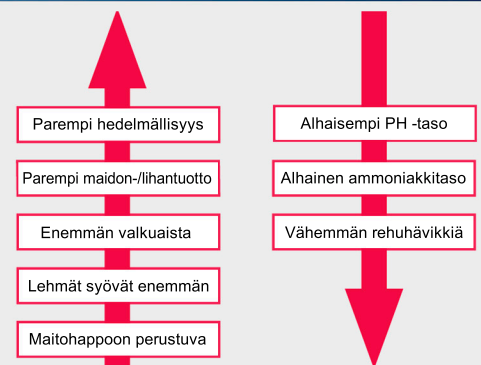 Parempi hedelmällisyys
Parempi maidon-/lihantuotto
Enemmän valkuaista
Lehmät syövät enemmän
Maitohappoon perustuva
Alhaisempi PH -taso
Alhainen ammoniakkitaso
Vähemmän rehuhävikkiä